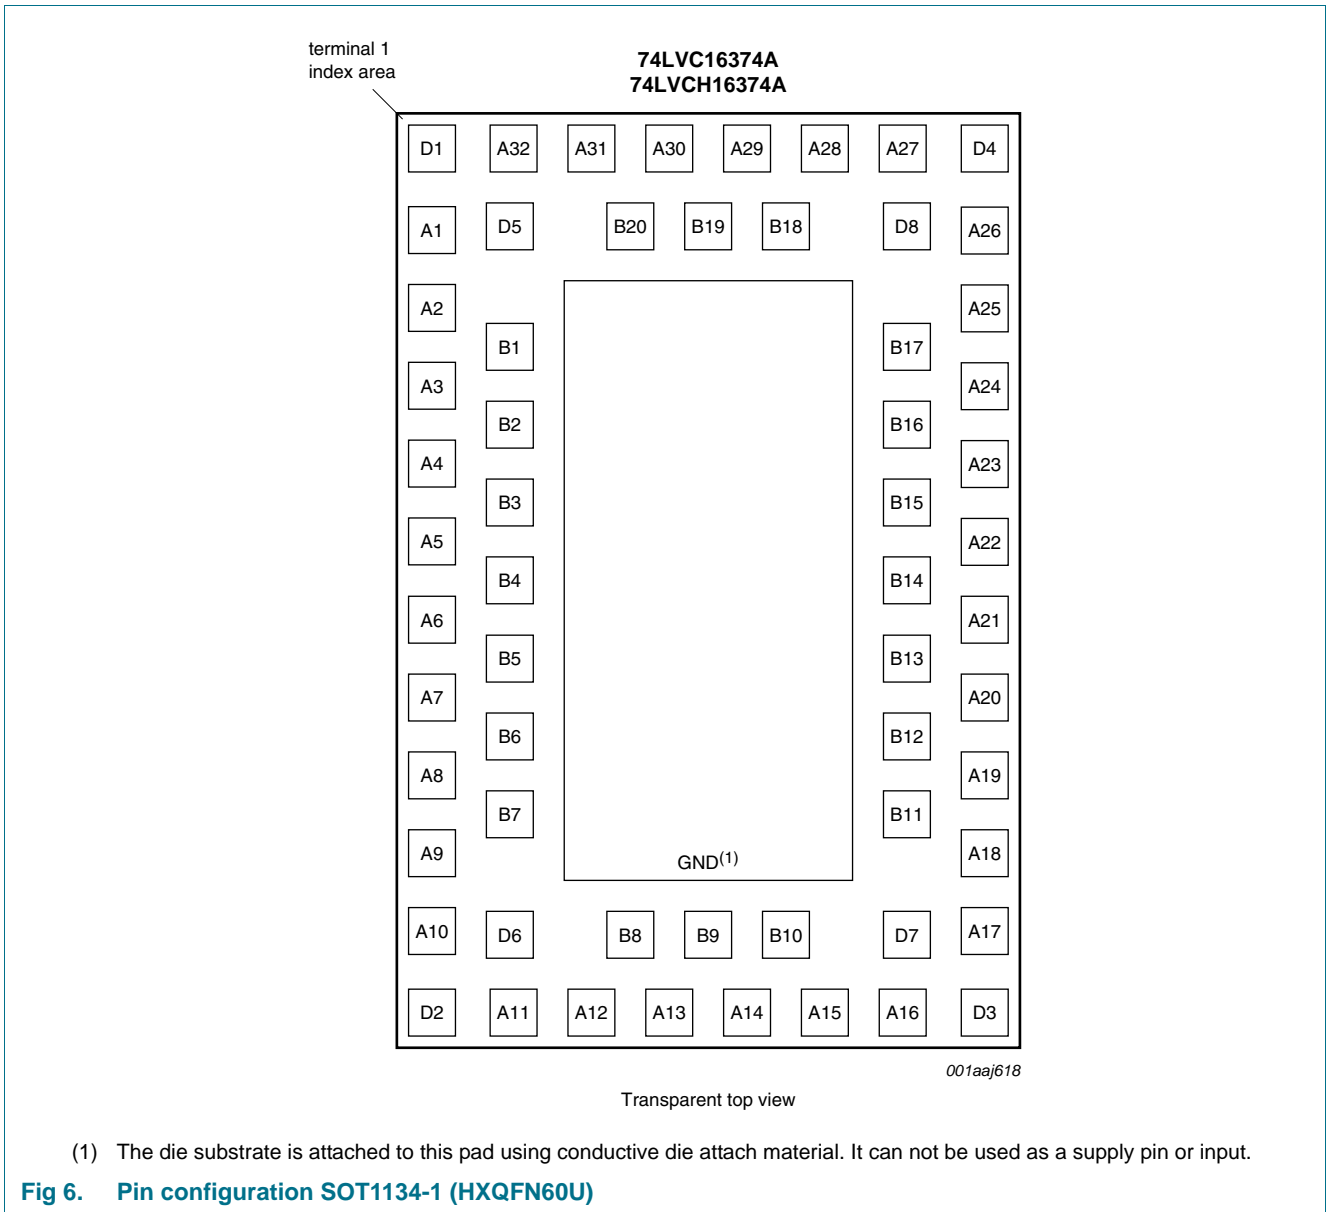 terminal 1
index area
74LVC16374A
74LVCH16374A
D1 A32 A31 A30 A29 A28 A27 D4
A1 D5 B20 B19 B18 D8 A26
A2 A25
B1 B17
A3 A24
B2 B16
A4 A23
B3 B15
A5 A22
B4 B14
A6 A21
B5 B13
A7 A20
B6 B12
A8 A19
B7 B11
A9 A18
GND(1)
A10 D6 B8 B9 B10 D7 A17
D2 A11 A12 A13 A14 A15 A16 D3
001aaj618
Transparent top view
(1) The die substrate is attached to this pad using conductive die attach material. It can not be used as a supply pin or input.
Fig 6. Pin configuration SOT1134-1 (HXQFN60U)